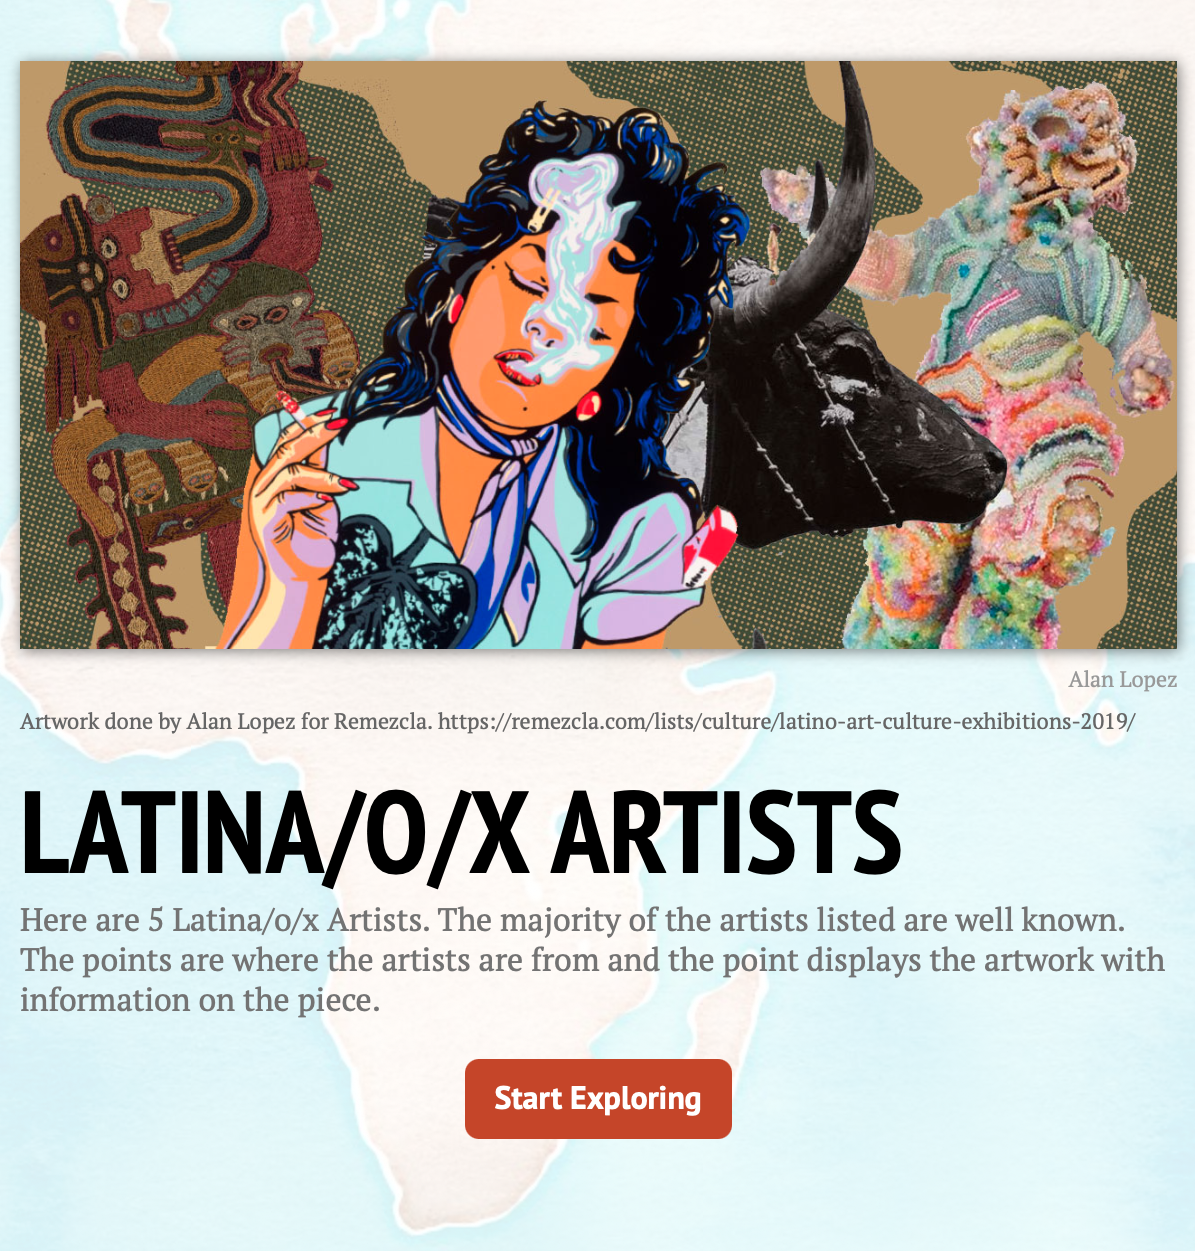 Alan Lopez
Artwork done by Alan Lopez for Remezcla. https://remezcla.com/lists/culture/latino-art-culture-exhibitions-2019/
LATINA/O/X ARTISTS
Here are 5 Latina/o/x Artists. The majority of the artists listed are well known.
The points are where the artists are from and the point displays the artwork with
information on the piece.
Start Exploring